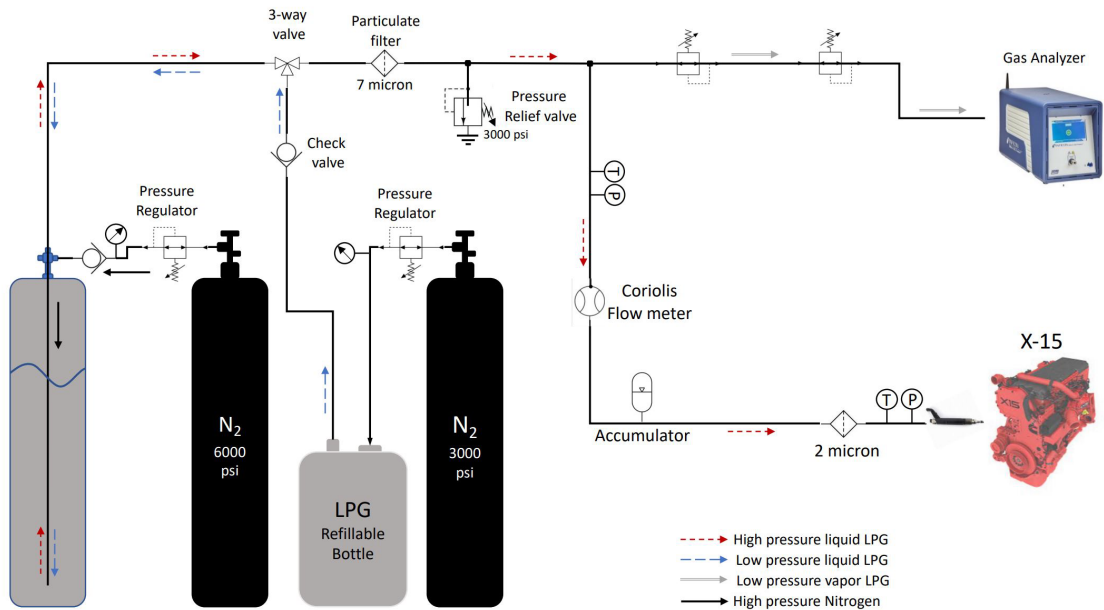 3-way
valve
Particulate
filter
7 micron
Gas Analyzer
Pressure
Relief valve
3000 psi
Check
valve
T
P
Pressure
Regulator
Pressure
Regulator
Coriolis
Flow meter
X-15
X15
N2
6000
psi
N2
3000
psi
LPG
Refillable
Bottle
Accumulator
T
P
2 micron
High pressure liquid LPG
Low pressure liquid LPG
Low pressure vapor LPG
High pressure Nitrogen